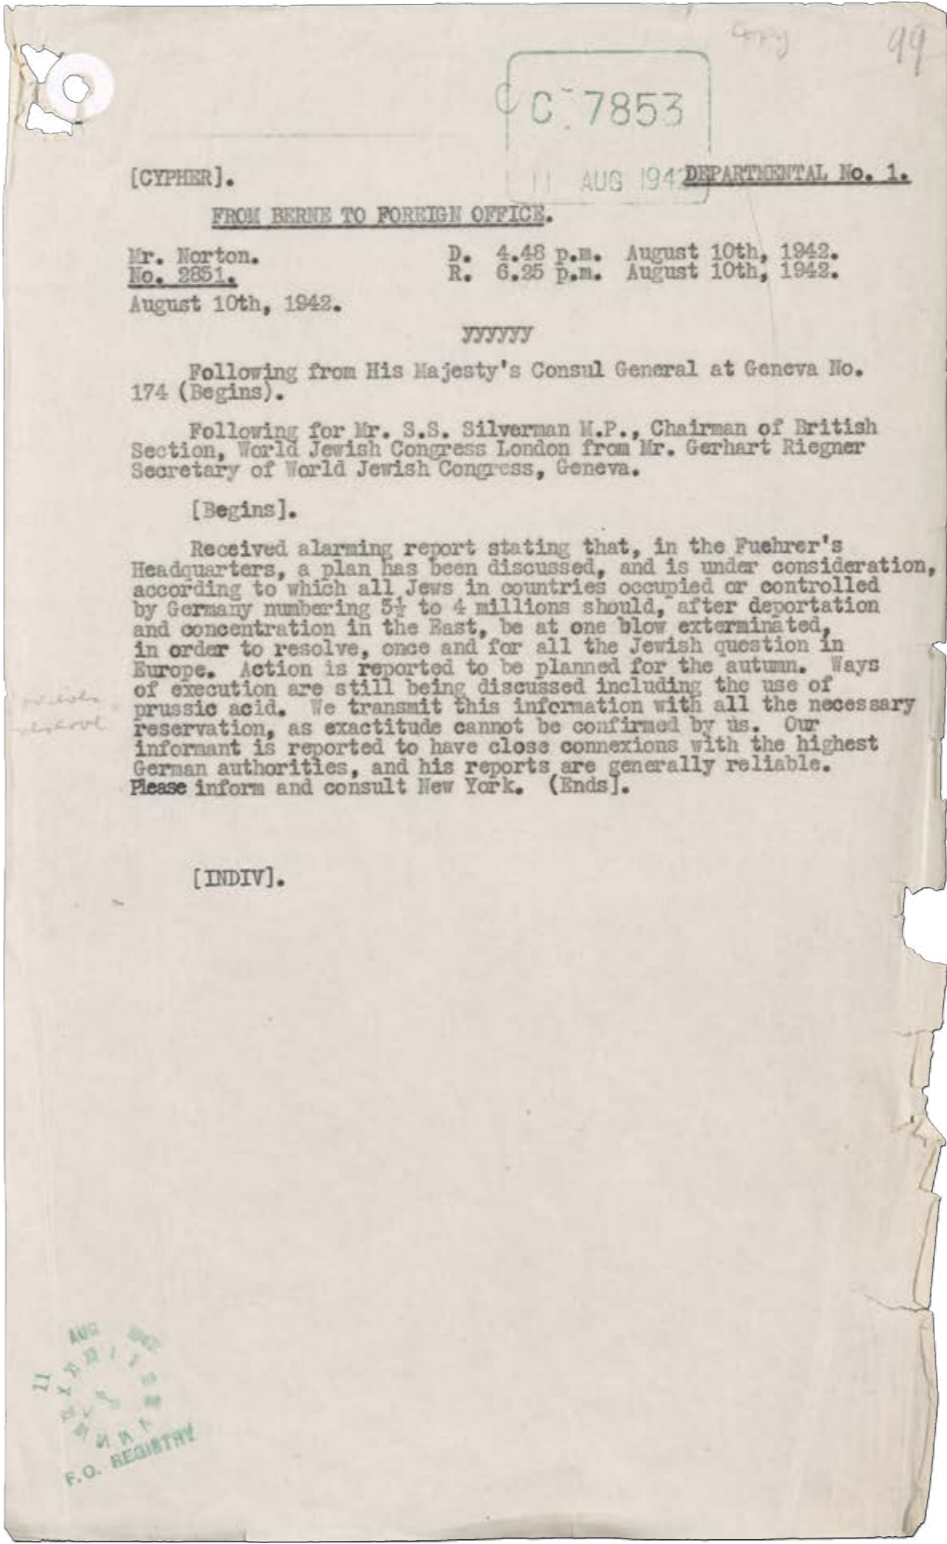 Copy
99
C 7853
11 AUG 1942
[CYPHER]. DEPARTMENTAL No. 1.
FROM BERNE TO FOREIGN OFFICE.
Mr. Norton. D. 4.48 p.m. August 10th, 1942.
No. 2851. R. 6.25 p.m. August 10th, 1942.
August 10th, 1942.
yyyyyy
Following from His Majesty's Consul General at Geneva No.
174 (Begins).
Following for Mr. S.S. Silverman M.P., Chairman of British
Section, World Jewish Congress London from Mr. Gerhart Riegner
Secretary of World Jewish Congress, Geneva.
[Begins].
Received alarming report stating that, in the Fuehrer's
Headquarters, a plan has been discussed, and is under consideration,
according to which all Jews in countries occupied or controlled
by Germany numbering 3½ to 4 millions should, after deportation
and concentration in the East, be at one blow exterminated,
in order to resolve, once and for all the Jewish question in
Europe. Action is reported to be planned for the autumn. Ways
of execution are still being discussed including the use of
prussic acid. We transmit this information with all the necessary
reservation, as exactitude cannot be confirmed by us. Our
informant is reported to have close connexions with the highest
German authorities, and his reports are generally reliable.
Please inform and consult New York. (Ends].
[INDIV].
11 AUG 1942
F.O. REGISTRY